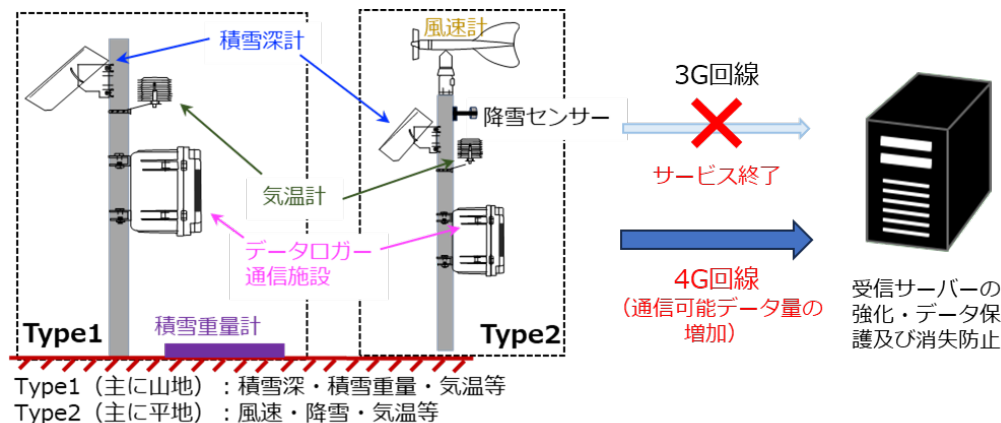 風速計
積雪深計
3G回線
降雪センサー
サービス終了
気温計
データロガー
通信施設
4G回線
（通信可能データ量の
増加）
受信サーバーの
強化・データ保
護及び消失防止
Type1
積雪重量計
Type2
Type1（主に山地）：積雪深・積雪重量・気温等
Type2（主に平地）：風速・降雪・気温等